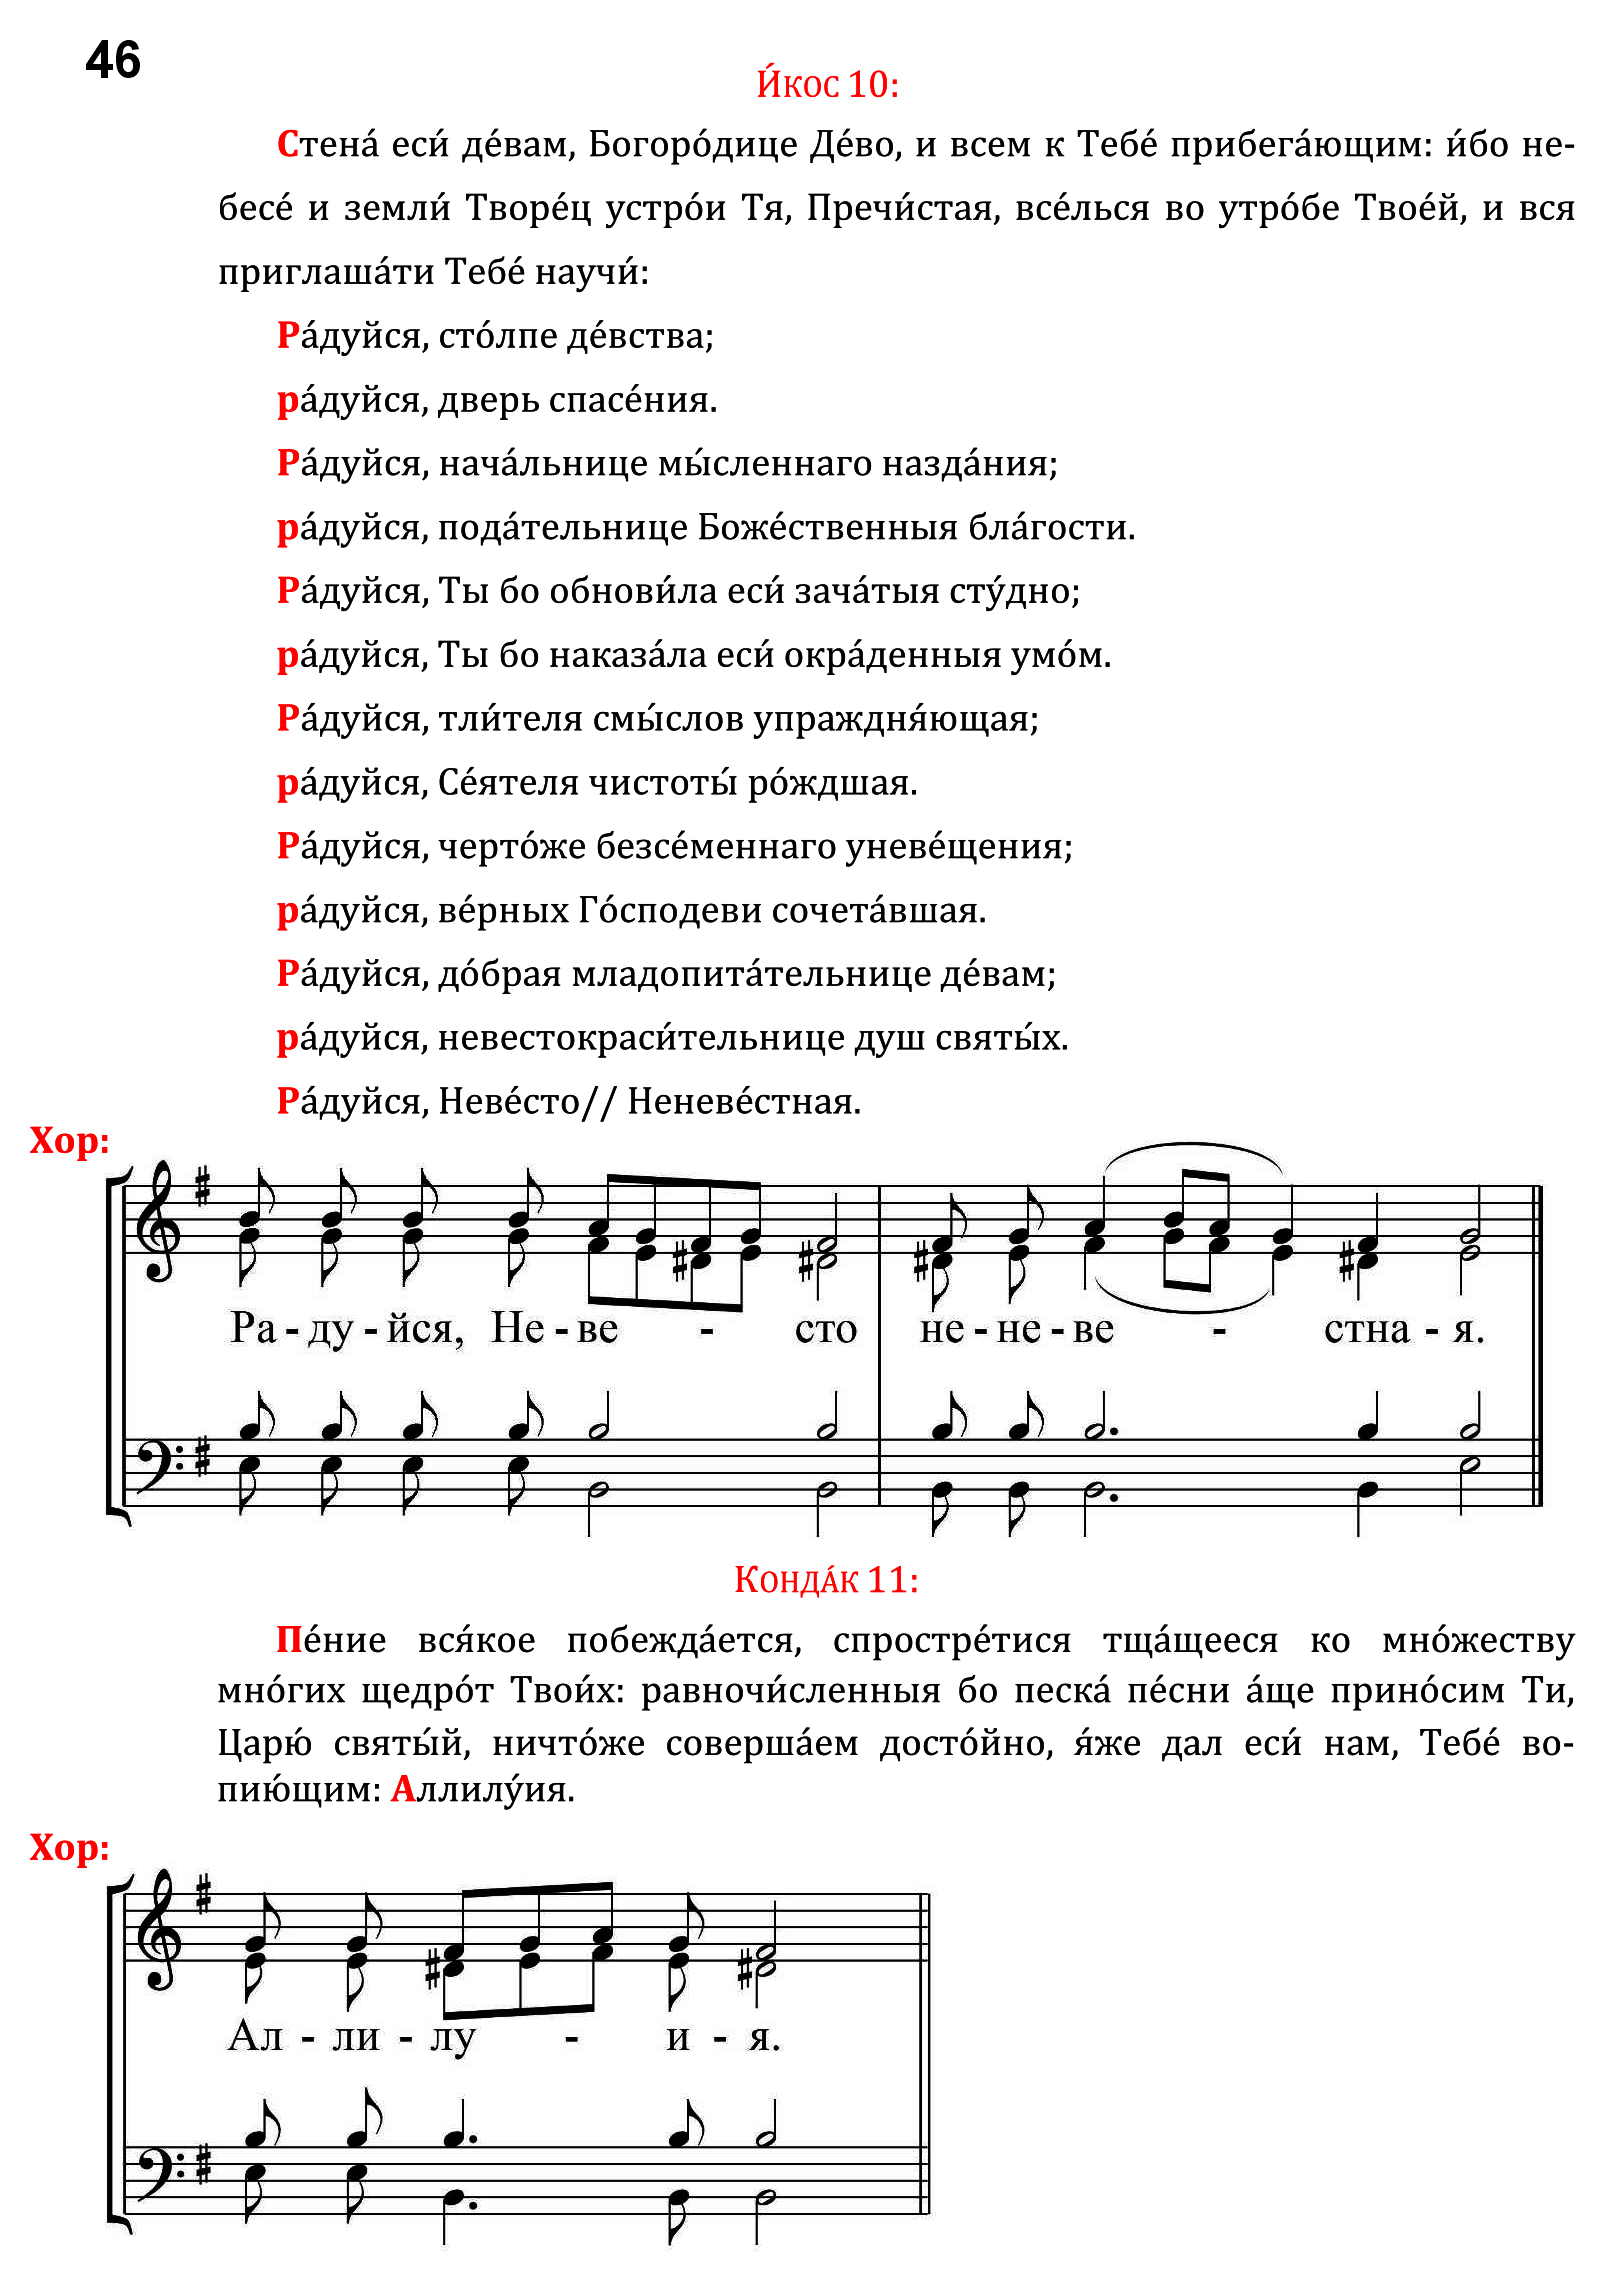 46
И́кос 10:
Стена́ еси́ де́вам, Богоро́дице Де́во, и всем к Тебе́ прибега́ющим: и́бо не-
бесе́ и земли́ Творе́ц устро́и Тя, Пречи́стая, все́лься во утро́бе Твое́й, и вся
приглаша́ти Тебе́ научи́:
Ра́дуйся, сто́лпе де́вства;
ра́дуйся, дверь спасе́ния.
Ра́дуйся, нача́льнице мы́сленнаго назда́ния;
ра́дуйся, пода́тельнице Боже́ственныя бла́гости.
Ра́дуйся, Ты бо обнови́ла еси́ зача́тыя сту́дно;
ра́дуйся, Ты бо наказа́ла еси́ окра́денныя умо́м.
Ра́дуйся, тли́теля смы́слов упраждня́ющая;
ра́дуйся, Се́ятеля чистоты́ ро́ждшая.
Ра́дуйся, черто́же безсе́меннаго уневе́щения;
ра́дуйся, ве́рных Го́сподеви сочета́вшая.
Ра́дуйся, до́брая младопита́тельнице де́вам;
ра́дуйся, невестокраси́тельнице душ святы́х.
Ра́дуйся, Неве́сто// Неневе́стная.
Хор:
Ра - ду - йся, Не - ве - сто не - не - ве - стна - я.
Конда́к 11:
Пе́ние вся́кое побежда́ется, спростре́тися тща́щееся ко мно́жеству
мно́гих щедро́т Твои́х: равночи́сленныя бо песка́ пе́сни а́ще прино́сим Ти,
Царю́ святы́й, ничто́же соверша́ем досто́йно, я́же дал еси́ нам, Тебе́ во-
пию́щим: Аллилу́ия.
Хор:
Ал - ли - лу - и - я.